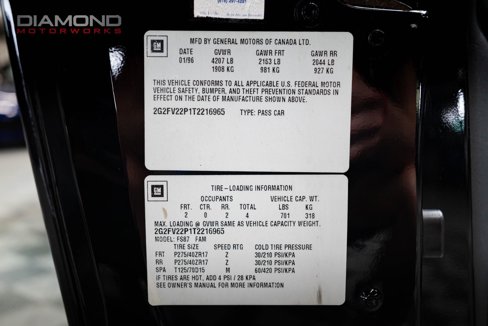 DIAMOND
MOTORWORKS
GM
MFD BY GENERAL MOTORS OF CANADA LTD.
DATE GVWR GAWR FRT GAWR RR
01/96 4207 LB 2163 LB 2044 LB
1908 KG 981 KG 927 KG
THIS VEHICLE CONFORMS TO ALL APPLICABLE U.S. FEDERAL MOTOR
VEHICLE SAFETY, BUMPER, AND THEFT PREVENTION STANDARDS IN
EFFECT ON THE DATE OF MANUFACTURE SHOWN ABOVE.
2G2FV22P1T2216965 TYPE: PASS CAR
GM
TIRE-LOADING INFORMATION
OCCUPANTS VEHICLE CAP. WT.
FRT. CTR. RR. TOTAL LBS KG
2 0 2 4 701 318
MAX. LOADING @ GVWR SAME AS VEHICLE CAPACITY WEIGHT.
2G2FV22P1T2216965
MODEL: FS87 FAM
TIRE SIZE SPEED RTG COLD TIRE PRESSURE
FRT P275/40ZR17 Z 30/210 PSI/KPA
RR P275/40ZR17 Z 30/210 PSI/KPA
SPA T125/70D15 M 60/420 PSI/KPA
IF TIRES ARE HOT, ADD 4 PSI / 28 KPA
SEE OWNER'S MANUAL FOR MORE INFORMATION